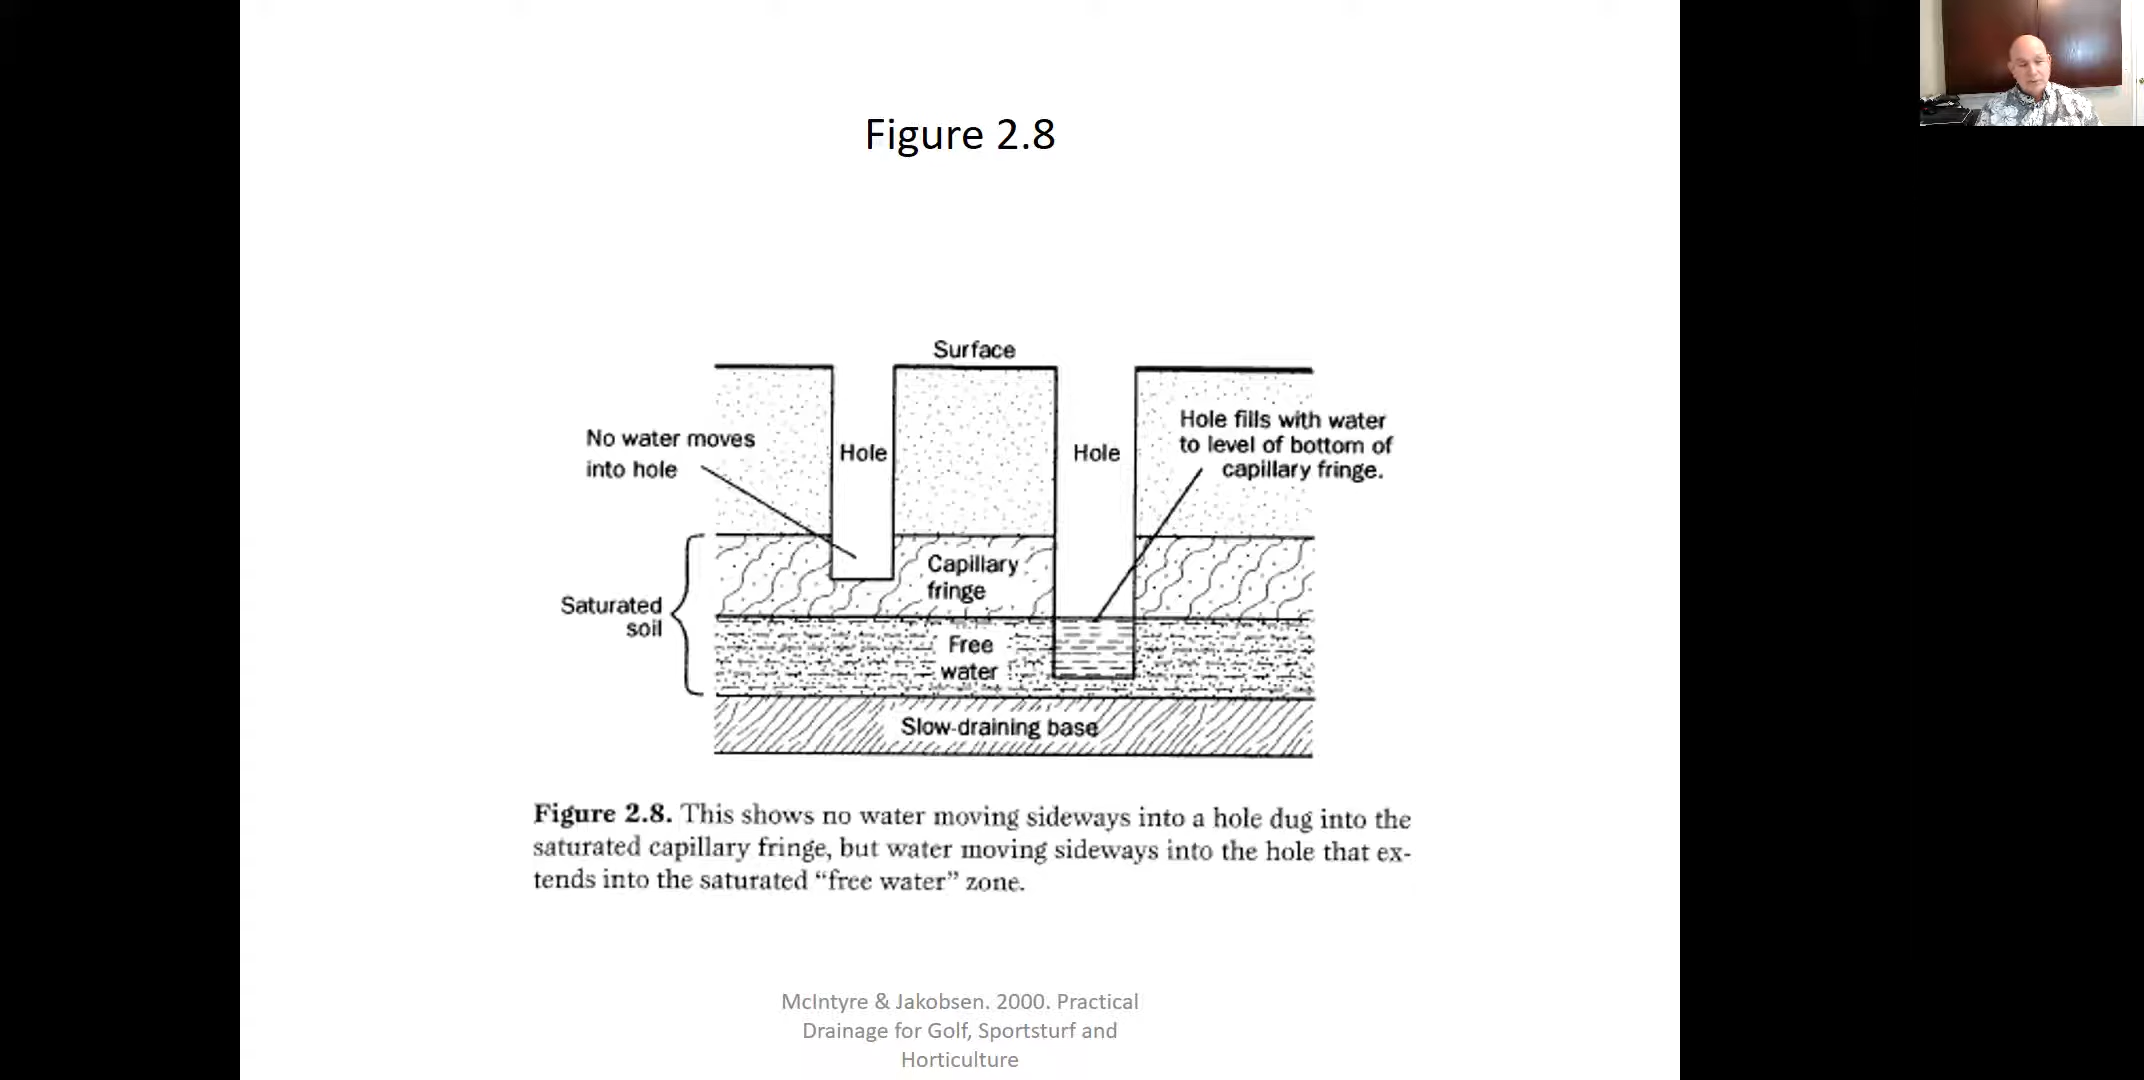 Figure 2.8
Surface
No water moves
into hole
Hole
Hole
Hole fills with water
to level of bottom of
capillary fringe.
Capillary
fringe
Saturated
soil
Free
water
Slow-draining base
Figure 2.8. This shows no water moving sideways into a hole dug into the
saturated capillary fringe, but water moving sideways into the hole that ex-
tends into the saturated “free water” zone.
McIntyre & Jakobsen. 2000. Practical
Drainage for Golf, Sportsturf and
Horticulture